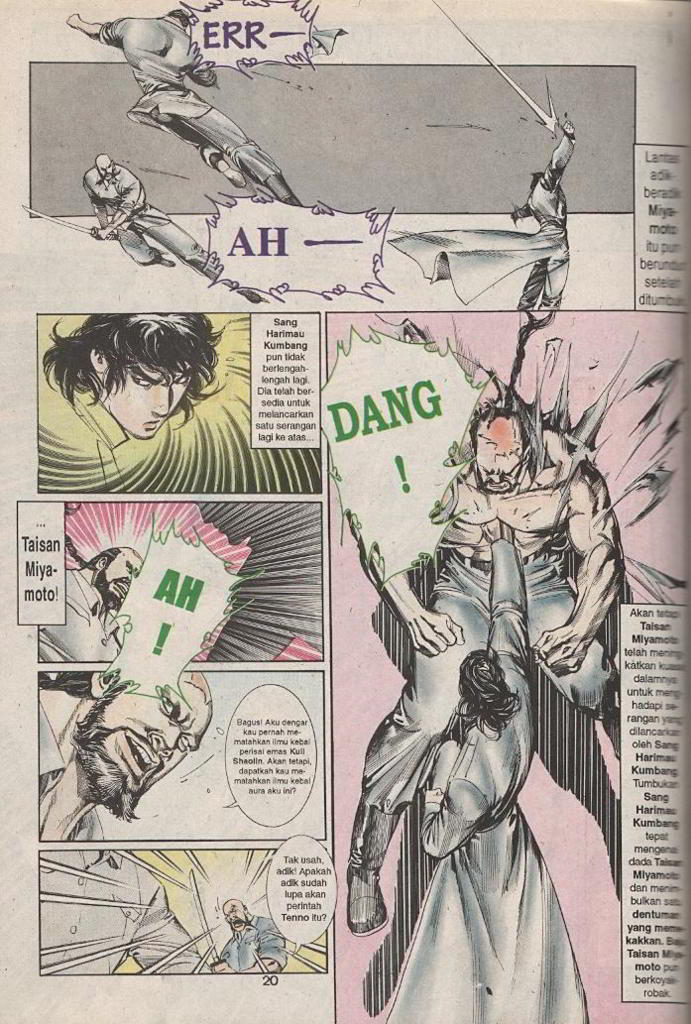 ERR—
Lantas
adik-
beradik
Miya-
moto
itu pun
berundur
setelah
ditumbuk
AH —
Sang
Harimau
Kumbang
pun tidak
berlengah-
lengah lagi.
Dia telah ber-
sedia untuk
melancarkan
satu serangan
lagi ke atas...
...
Taisan
Miya-
moto!
AH
!
Bagus! Aku dengar
kau pernah me-
matahkan ilmu kebal
perisai emas Kuil
Shaolin. Akan tetapi,
dapatkah kau me-
matahkan ilmu kebal
aura aku ini?
Tak usah,
adik! Apakah
adik sudah
lupa akan
perintah
Tenno itu?
DANG
!
Akan tetapi
Taisan
Miyamoto
telah mening-
katkan kuasa
dalamnya
untuk meng-
hadapi se-
rangan yang
dilancarkan
oleh Sang
Harimau
Kumbang.
Tumbukan
Sang
Harimau
Kumbang
tepat
mengena
dada Taisan
Miyamoto
dan menim-
bulkan satu
dentuman
yang meme-
kakkan. Baju
Taisan Miya-
moto pun
berkoyak-
robak.
20